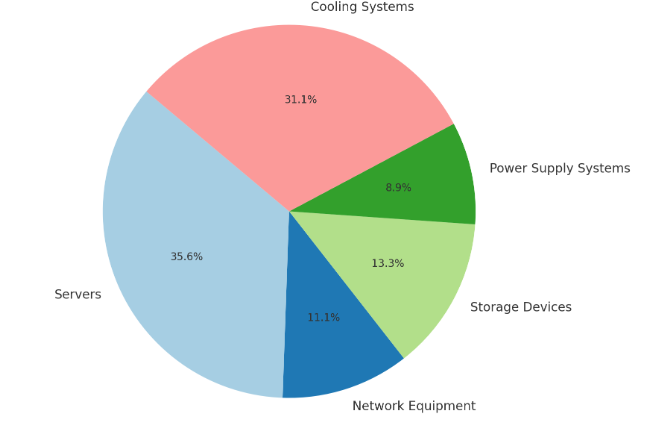 Cooling Systems
31.1%
Power Supply Systems
8.9%
35.6%
13.3%
Servers
Storage Devices
11.1%
Network Equipment